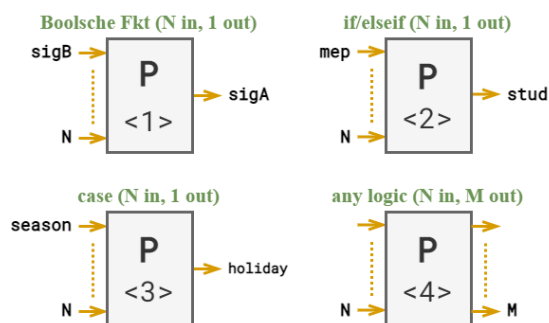 Boolsche Fkt (N in, 1 out)
sigB
P
<1>
sigA
N
if/elseif (N in, 1 out)
mep
P
<2>
stud
N
case (N in, 1 out)
season
P
<3>
holiday
N
any logic (N in, M out)
P
<4>
N
M